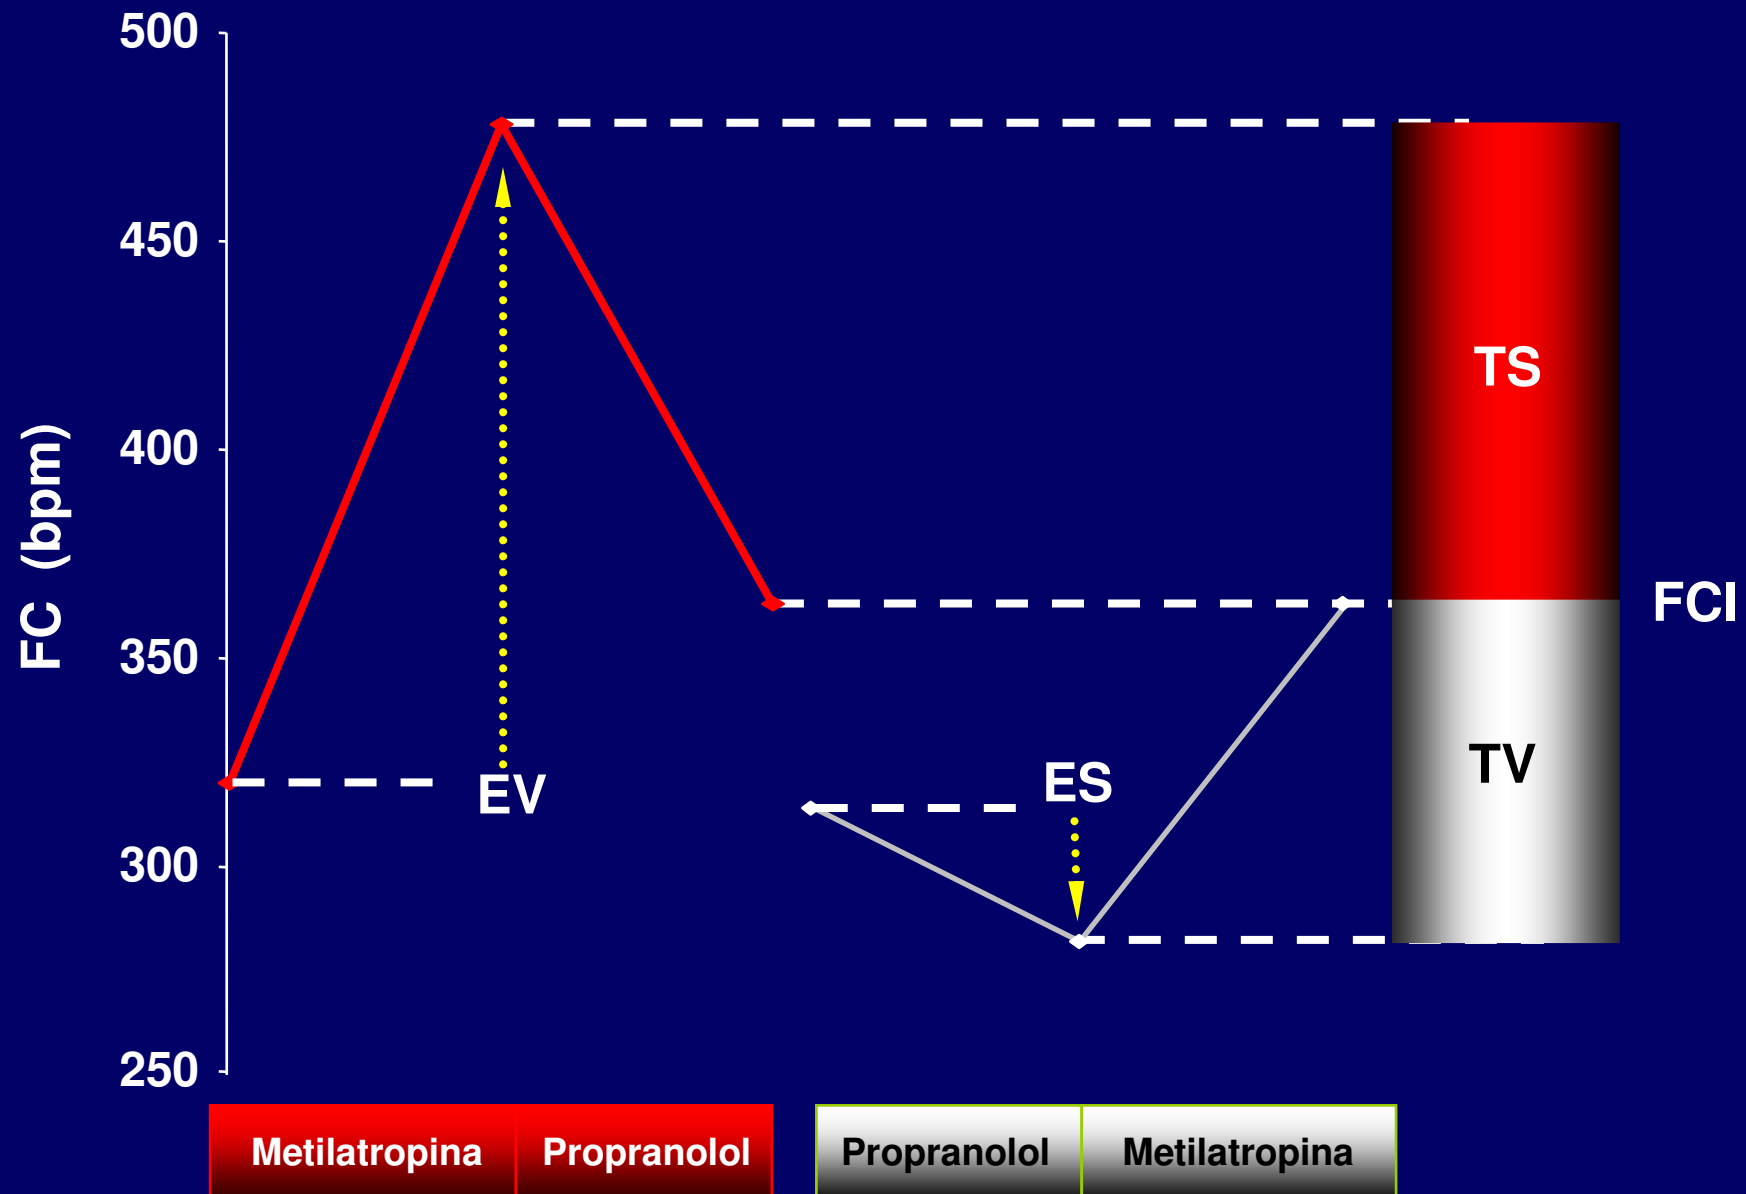 500
450
400
350
300
250
FC (bpm)
EV
ES
TS
TV
FCI
Metilatropina
Propranolol
Propranolol
Metilatropina